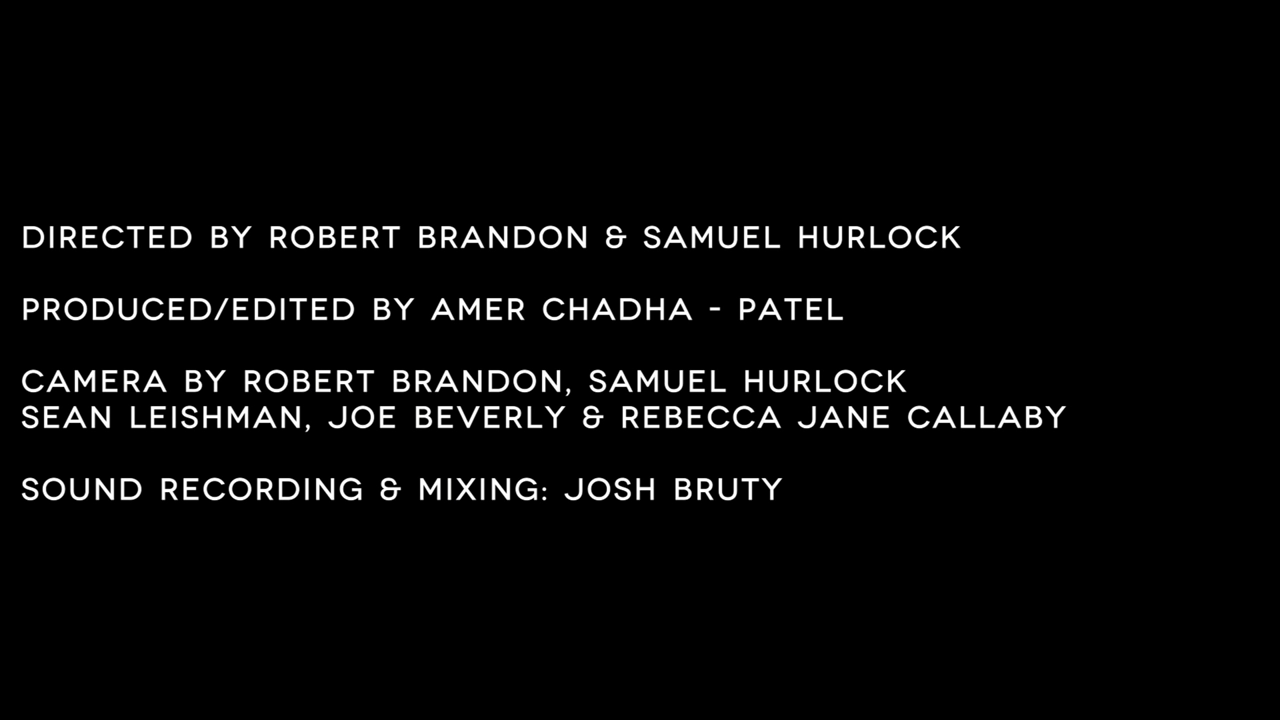 DIRECTED BY ROBERT BRANDON & SAMUEL HURLOCK
PRODUCED/EDITED BY AMER CHADHA - PATEL
CAMERA BY ROBERT BRANDON, SAMUEL HURLOCK
SEAN LEISHMAN, JOE BEVERLY & REBECCA JANE CALLABY
SOUND RECORDING & MIXING: JOSH BRUTY